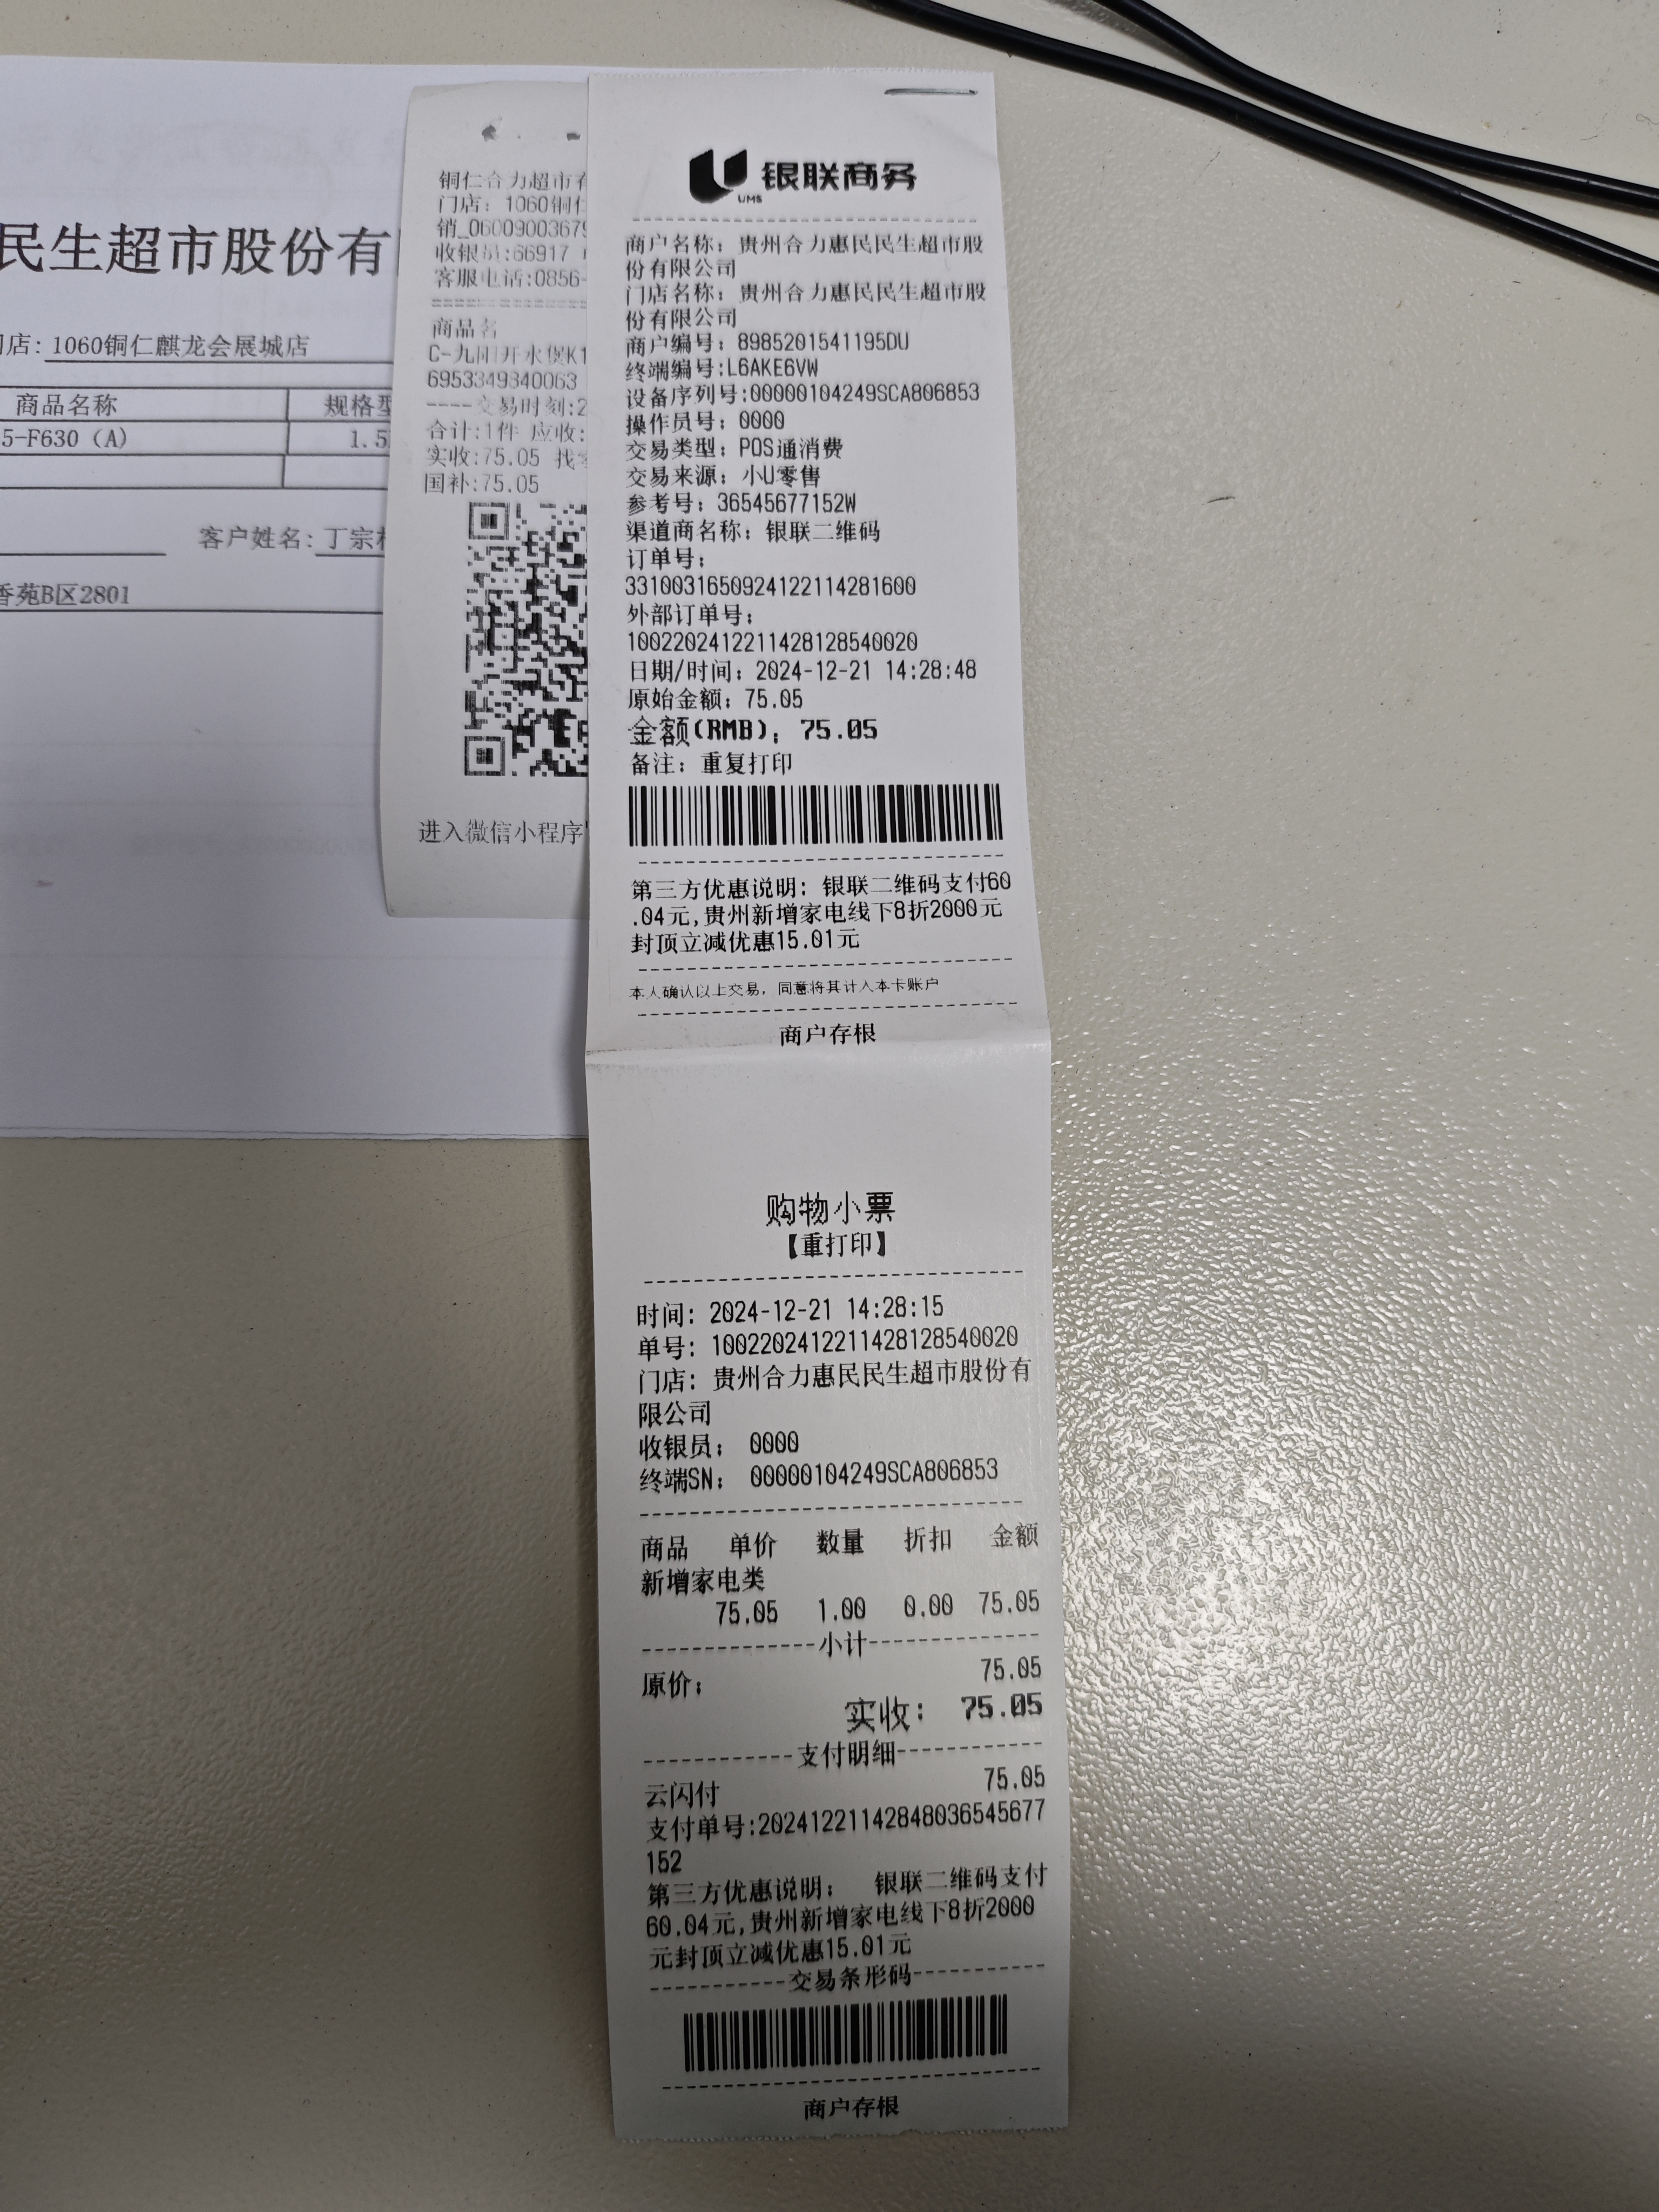 民生超市股份有
店：1060铜仁麒龙会展城店
商品名称 规格型
5-F630（A） 1.5
客户姓名：丁宗
香苑B区2801
铜仁合力超市有
门店：1060铜仁
销_0600900367
收银员:66917
客服电话:0856-
商品名
C-九阳开水煲K1
6953349340063
----交易时刻:2
合计:1件 应收:
实收:75.05 找
国补:75.05
进入微信小程序
银联商务
UMS
商户名称：贵州合力惠民民生超市股
份有限公司
门店名称：贵州合力惠民民生超市股
份有限公司
商户编号：8985201541195DU
终端编号:L6AKE6VW
设备序列号:00000104249SCA806853
操作员号：0000
交易类型：POS通消费
交易来源：小U零售
参考号：36545677152W
渠道商名称：银联二维码
订单号：
3310031650924122114281600
外部订单号：
1002202412211428128540020
日期/时间：2024-12-21 14:28:48
原始金额：75.05
金额(RMB)：75.05
备注：重复打印
第三方优惠说明：银联二维码支付60
.04元,贵州新增家电线下8折2000元
封顶立减优惠15.01元
本人确认以上交易，同意将其计入本卡账户
商户存根
购物小票
【重打印】
时间：2024-12-21 14:28:15
单号：1002202412211428128540020
门店：贵州合力惠民民生超市股份有
限公司
收银员： 0000
终端SN： 00000104249SCA806853
商品 单价 数量 折扣 金额
新增家电类
75.05 1.00 0.00 75.05
------------小计------------
原价： 75.05
实收： 75.05
------------支付明细------------
云闪付 75.05
支付单号:20241221142848036545677
152
第三方优惠说明： 银联二维码支付
60.04元,贵州新增家电线下8折2000
元封顶立减优惠15.01元
-----------交易条形码-----------
商户存根